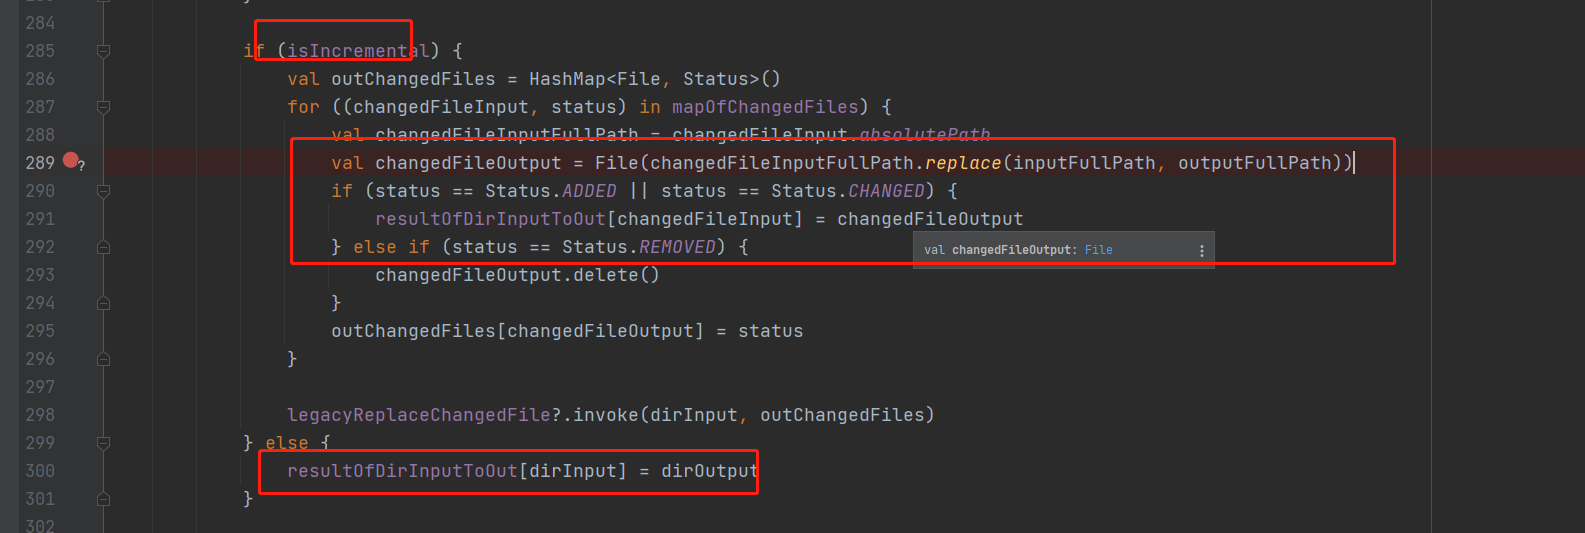 284
285 if (isIncremental) {
286 val outChangedFiles = HashMap<File, Status>()
287 for ((changedFileInput, status) in mapOfChangedFiles) {
288 val changedFileInputFullPath = changedFileInput.absolutePath
289 ? val changedFileOutput = File(changedFileInputFullPath.replace(inputFullPath, outputFullPath))
290 if (status == Status.ADDED || status == Status.CHANGED) {
291 resultOfDirInputToOut[changedFileInput] = changedFileOutput
292 } else if (status == Status.REMOVED) {
val changedFileOutput: File
293 changedFileOutput.delete()
294 }
295 outChangedFiles[changedFileOutput] = status
296 }
297
298 legacyReplaceChangedFile?.invoke(dirInput, outChangedFiles)
299 } else {
300 resultOfDirInputToOut[dirInput] = dirOutput
301 }
302